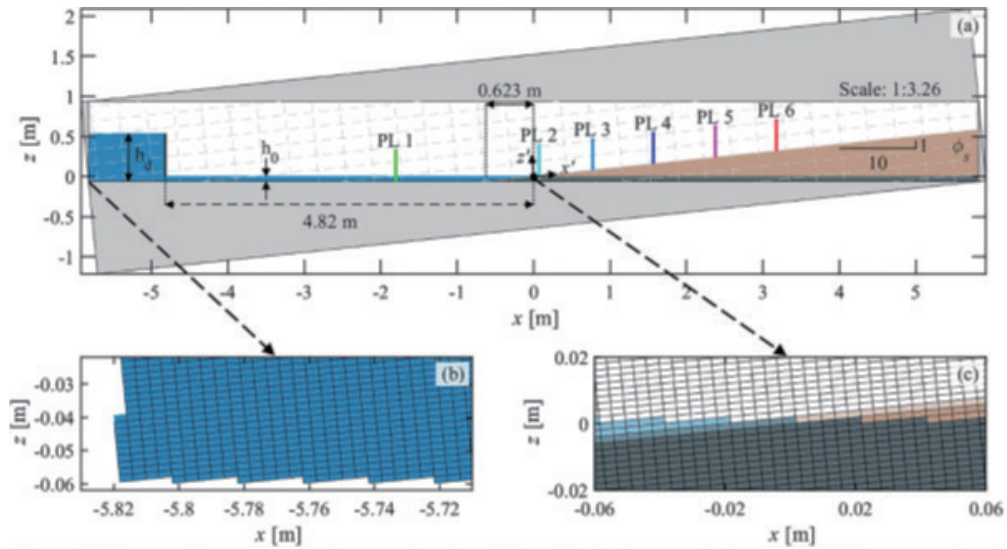 2
(a)
1.5
0.623 m
1
Scale: 1:3.26
z [m]
0.5
PL 1
PL 2
PL 3
PL 4
PL 5
PL 6
h_d
h_0
z'
x'
1
10
ϕ_s
0
-0.5
4.82 m
-1
-5 -4 -3 -2 -1 0 1 2 3 4 5
x [m]
(b)
-0.03
-0.04
-0.05
-0.06
z [m]
-5.82 -5.8 -5.78 -5.76 -5.74 -5.72
x [m]
0.02
(c)
z [m]
0
-0.02
-0.06 -0.02 0.02 0.06
x [m]